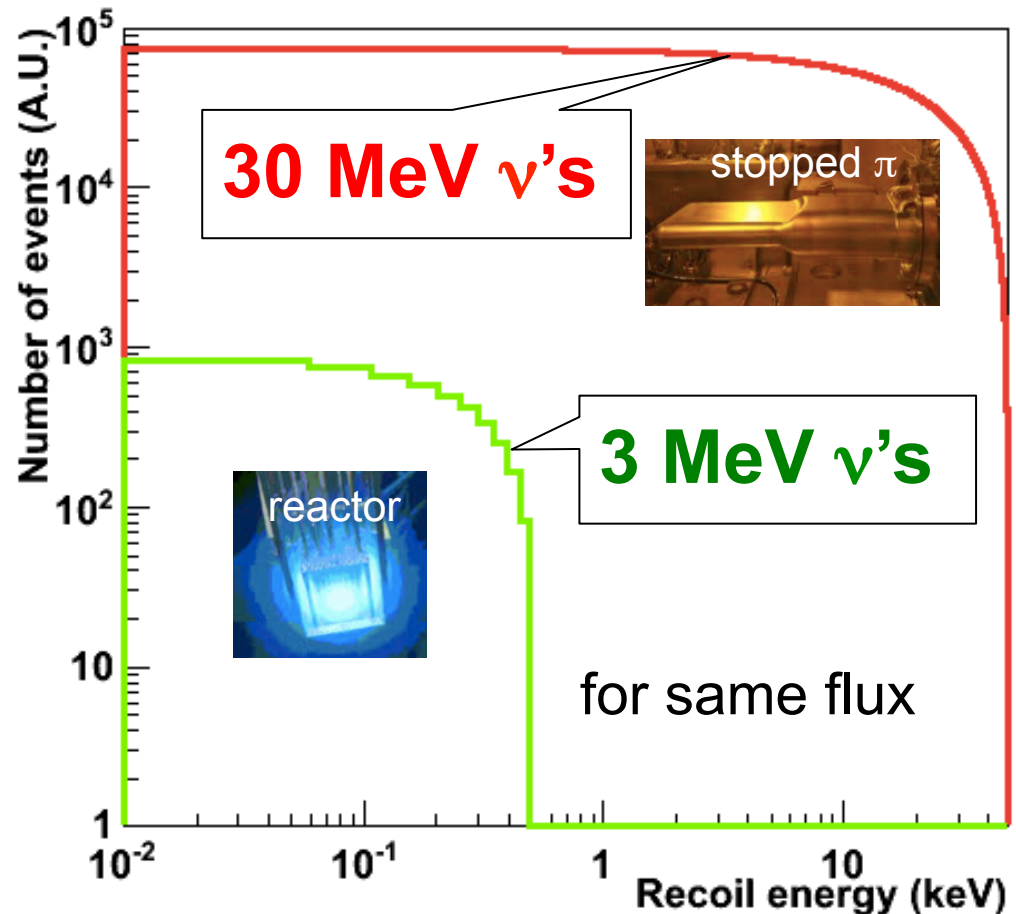 Number of events (A.U.)
10^5
10^4
10^3
10^2
10
1
30 MeV ν's
stopped π
3 MeV ν's
reactor
for same flux
10^-2
10^-1
1
10
Recoil energy (keV)